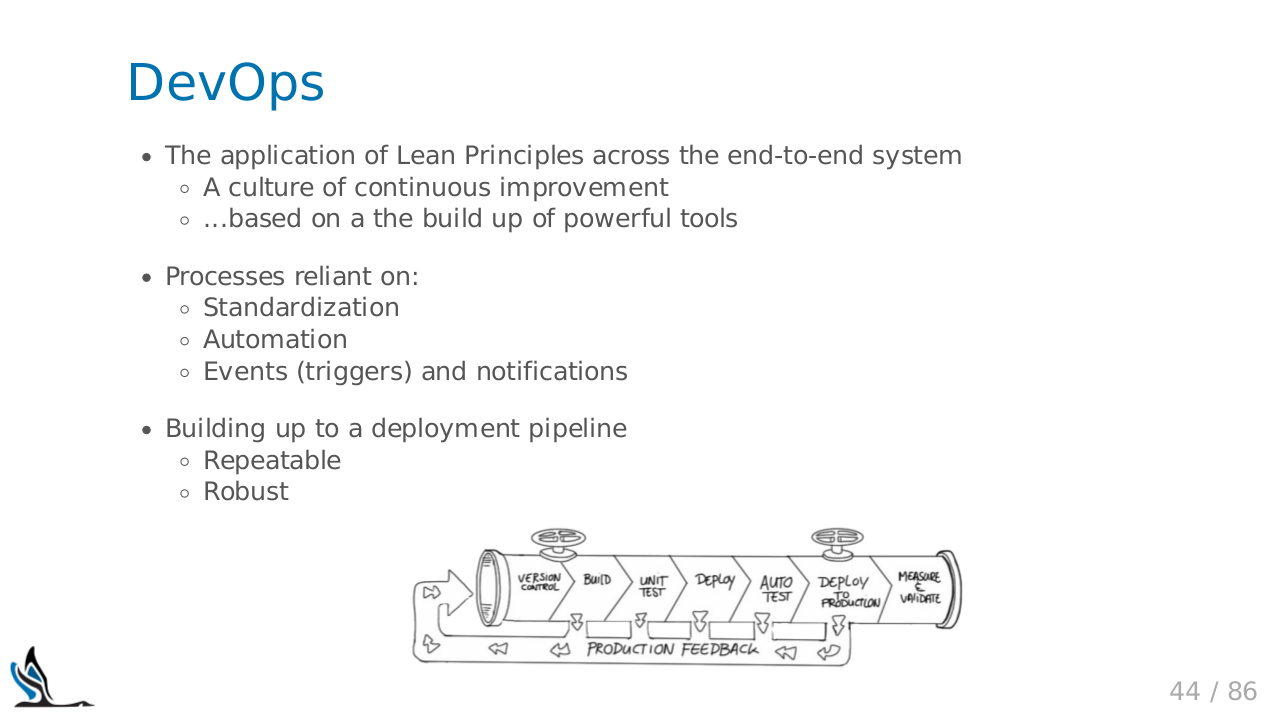 DevOps
The application of Lean Principles across the end-to-end system
A culture of continuous improvement
...based on a the build up of powerful tools
Processes reliant on:
Standardization
Automation
Events (triggers) and notifications
Building up to a deployment pipeline
Repeatable
Robust
VERSION
CONTROL
BUILD
UNIT
TEST
DEPLOY
AUTO
TEST
DEPLOY
TO
PRODUCTION
MEASURE
&
VALIDATE
PRODUCTION FEEDBACK
44 / 86